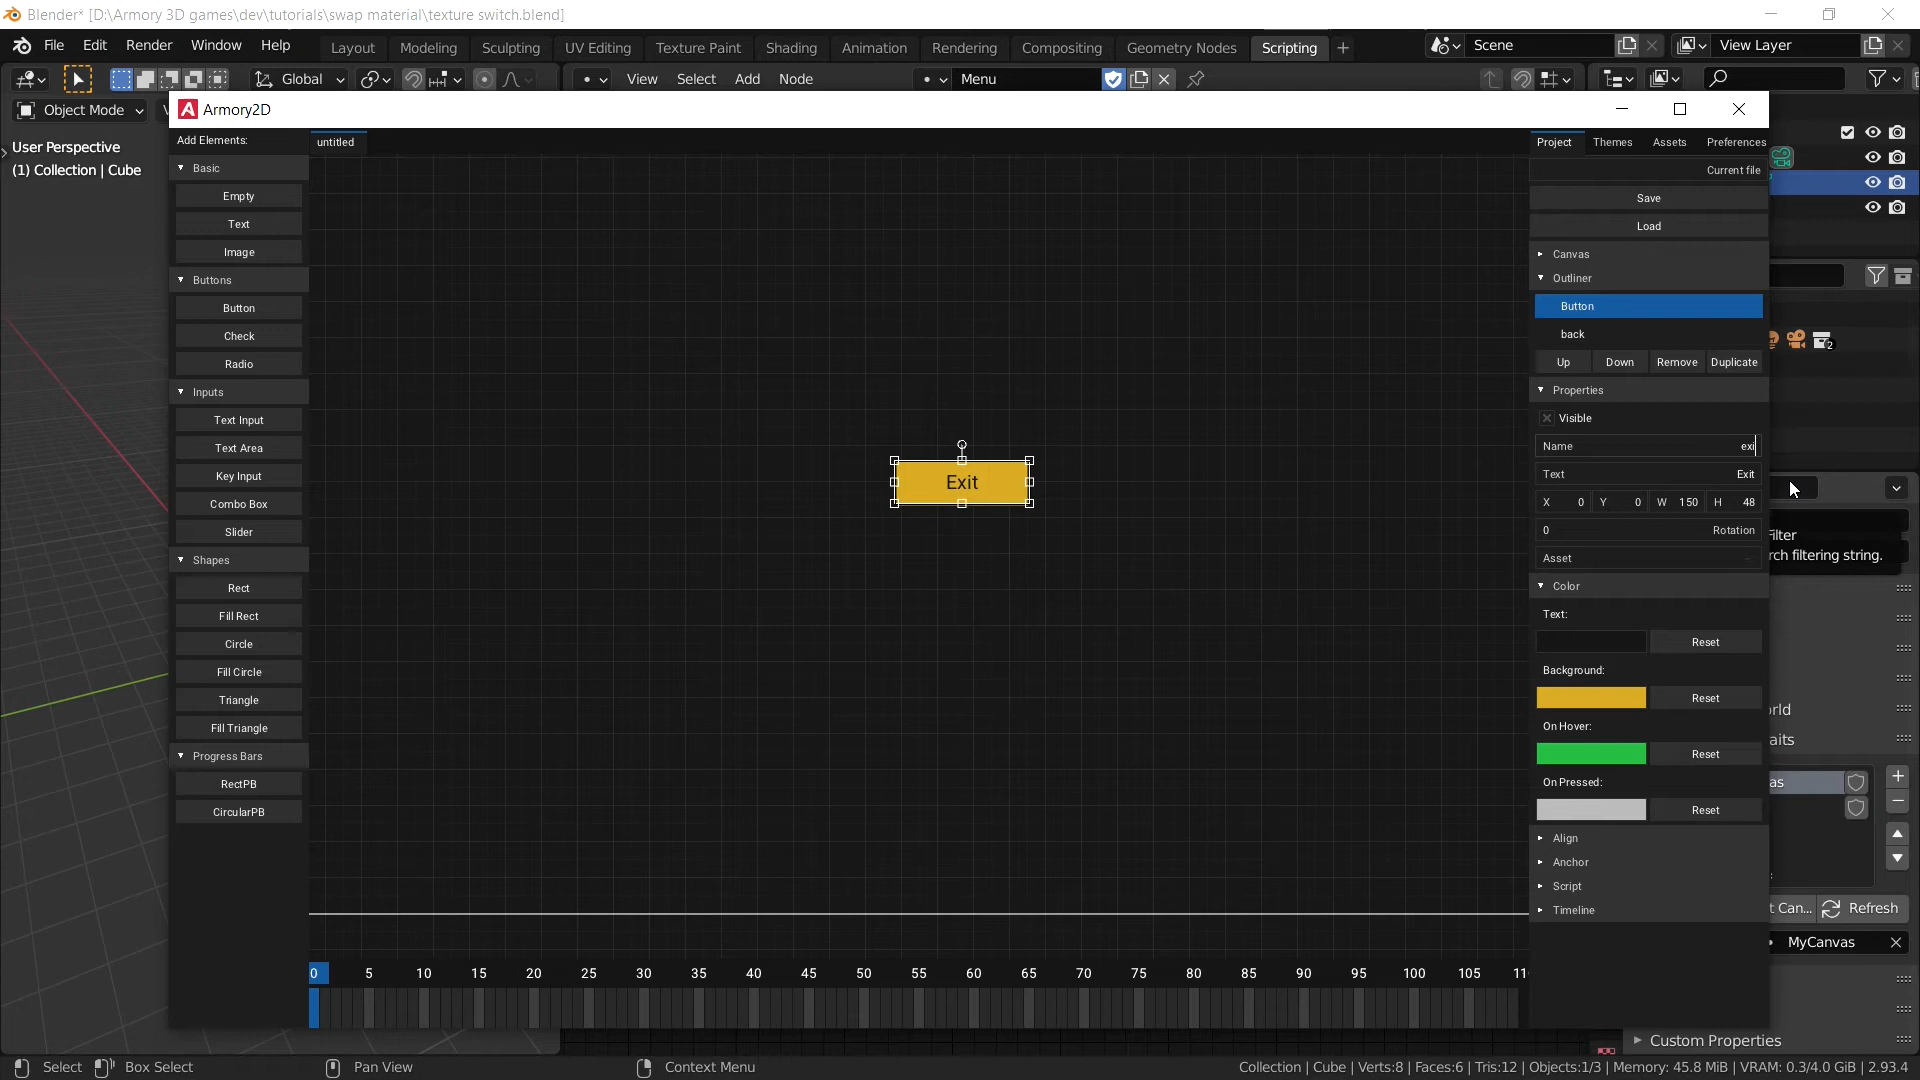 Blender* [D:\Armory 3D games\dev\tutorials\swap material\texture switch.blend]
File Edit Render Window Help Layout Modeling Sculpting UV Editing Texture Paint Shading Animation Rendering Compositing Geometry Nodes Scripting Scene View Layer
Global View Select Add Node Menu
Object Mode
Armory2D
User Perspective
(1) Collection | Cube
Add Elements:
untitled
Project Themes Assets Preferences
Basic
Current file
Empty
Save
Text
Load
Image
Canvas
Buttons
Outliner
Button
Button
Check
back
Radio
Up Down Remove Duplicate
Inputs
Properties
Text Input
Visible
Text Area
Name exi
Key Input
Text Exit
Exit
Combo Box
X 0 Y 0 W 150 H 48
Slider
0 Rotation
Shapes
Asset
ilter
rch filtering string.
Rect
Color
Fill Rect
Text:
Circle
Reset
Fill Circle
Background:
Triangle
Reset
rld
Fill Triangle
On Hover:
aits
Progress Bars
Reset
RectPB
On Pressed:
as
CircularPB
Reset
Align
Anchor
Script
Timeline
t Can... Refresh
MyCanvas
0 5 10 15 20 25 30 35 40 45 50 55 60 65 70 75 80 85 90 95 100 105 11
Custom Properties
Select Box Select Pan View Context Menu
Collection | Cube | Verts:8 | Faces:6 | Tris:12 | Objects:1/3 | Memory: 45.8 MiB | VRAM: 0.3/4.0 GiB | 2.93.4